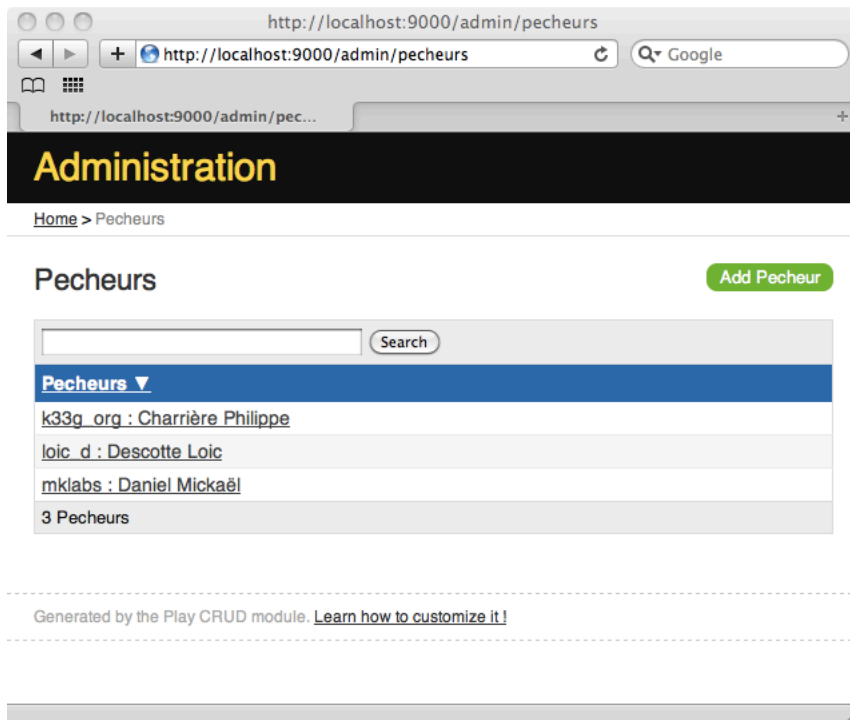 http://localhost:9000/admin/pecheurs
http://localhost:9000/admin/pecheurs
Google
http://localhost:9000/admin/pec...
Administration
Home > Pecheurs
Pecheurs
Add Pecheur
Search
Pecheurs ▼
k33g_org : Charrière Philippe
loic_d : Descotte Loic
mklabs : Daniel Mickaël
3 Pecheurs
Generated by the Play CRUD module. Learn how to customize it !